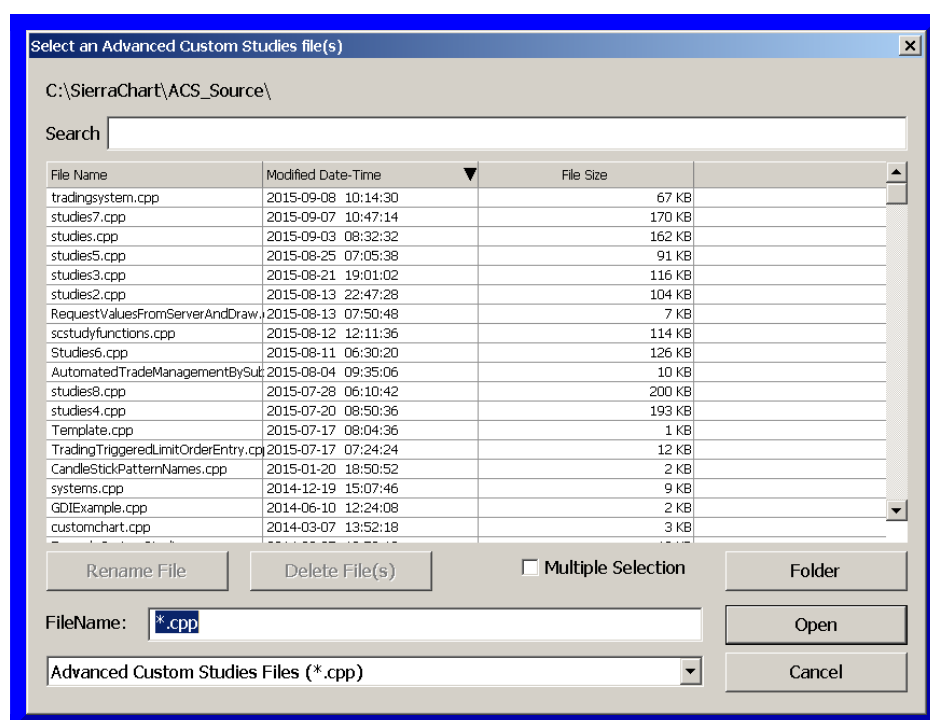 Select an Advanced Custom Studies file(s)
C:\SierraChart\ACS_Source\
Search
File Name Modified Date-Time File Size
tradingsystem.cpp 2015-09-08 10:14:30 67 KB
studies7.cpp 2015-09-07 10:47:14 170 KB
studies.cpp 2015-09-03 08:32:32 162 KB
studies5.cpp 2015-08-25 07:05:38 91 KB
studies3.cpp 2015-08-21 19:01:02 116 KB
studies2.cpp 2015-08-13 22:47:28 104 KB
RequestValuesFromServerAndDraw. 2015-08-13 07:50:48 7 KB
scstudyfunctions.cpp 2015-08-12 12:11:36 114 KB
Studies6.cpp 2015-08-11 06:30:20 126 KB
AutomatedTradeManagementBySub 2015-08-04 09:35:06 10 KB
studies8.cpp 2015-07-28 06:10:42 200 KB
studies4.cpp 2015-07-20 08:50:36 193 KB
Template.cpp 2015-07-17 08:04:36 1 KB
TradingTriggeredLimitOrderEntry.cp 2015-07-17 07:24:24 12 KB
CandleStickPatternNames.cpp 2015-01-20 18:50:52 2 KB
systems.cpp 2014-12-19 15:07:46 9 KB
GDIExample.cpp 2014-06-10 12:24:08 2 KB
customchart.cpp 2014-03-07 13:52:18 3 KB
Rename File Delete File(s) Multiple Selection Folder
FileName: *.cpp Open
Advanced Custom Studies Files (*.cpp) Cancel